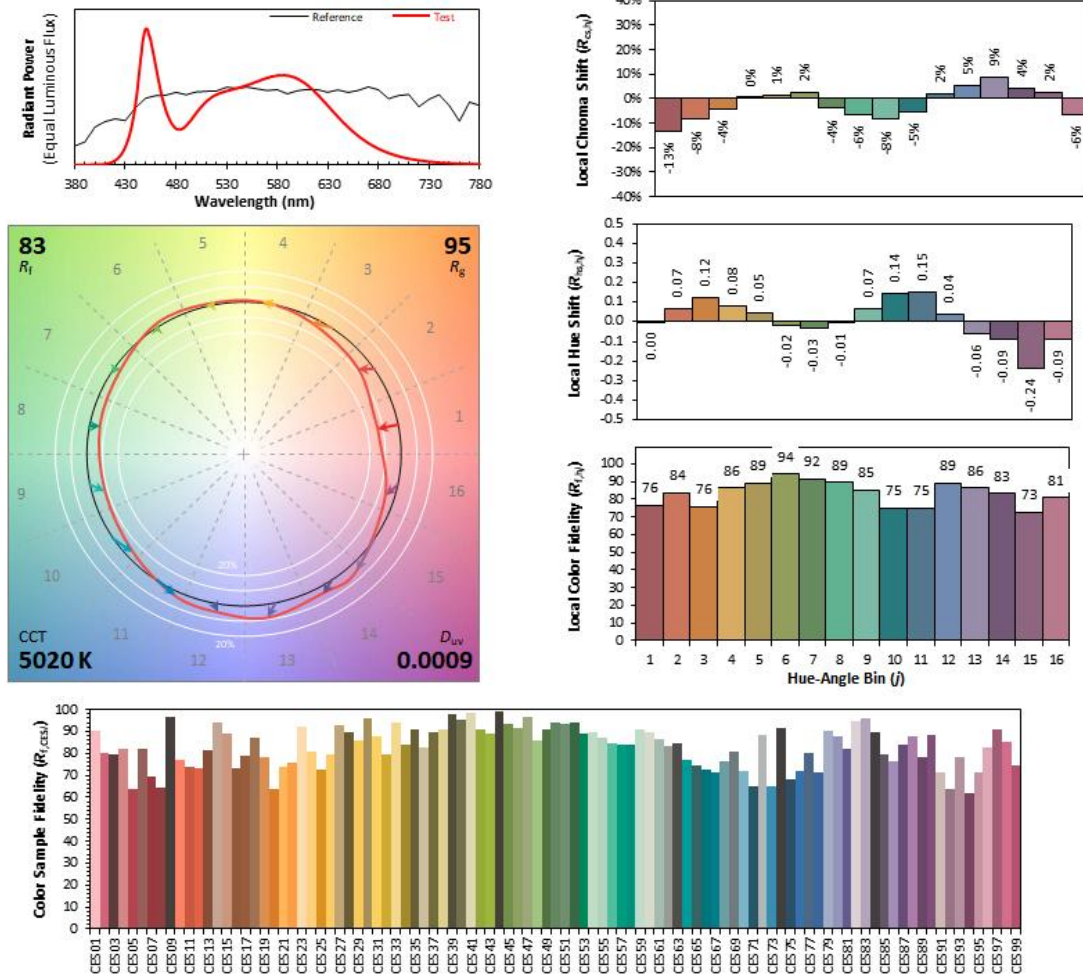 Reference Test
Radiant Power
(Equal Luminous Flux)
380 430 480 530 580 630 680 730 780
Wavelength (nm)
Local Chroma Shift (Rcs,hj)
40%
30%
20%
10%
0%
-10%
-20%
-30%
-40%
-13% -8% -4% 0% 1% 2% -4% -6% -8% -5% 2% 5% 9% 4% 2% -6%
83
Rf
95
Rg
5 4
6 3
7 2
8 1
9 16
10 15
11 14
12 13
20%
20%
CCT
5020 K
Duv
0.0009
Local Hue Shift (Rhs,hj)
0.5
0.4
0.3
0.2
0.1
0.0
-0.1
-0.2
-0.3
-0.4
-0.5
0.00 0.07 0.12 0.08 0.05 -0.02 -0.03 -0.01 0.07 0.14 0.15 0.04 -0.06 -0.09 -0.24 -0.09
Local Color Fidelity (Rf,hj)
100
90
80
70
60
50
40
30
20
10
0
76 84 76 86 89 94 92 89 85 75 75 89 86 83 73 81
1 2 3 4 5 6 7 8 9 10 11 12 13 14 15 16
Hue-Angle Bin (j)
Color Sample Fidelity (Rf,CESi)
100
90
80
70
60
50
40
30
20
10
0
CES01 CES03 CES05 CES07 CES09 CES11 CES13 CES15 CES17 CES19 CES21 CES23 CES25 CES27 CES29 CES31 CES33 CES35 CES37 CES39 CES41 CES43 CES45 CES47 CES49 CES51 CES53 CES55 CES57 CES59 CES61 CES63 CES65 CES67 CES69 CES71 CES73 CES75 CES77 CES79 CES81 CES83 CES85 CES87 CES89 CES91 CES93 CES95 CES97 CES99